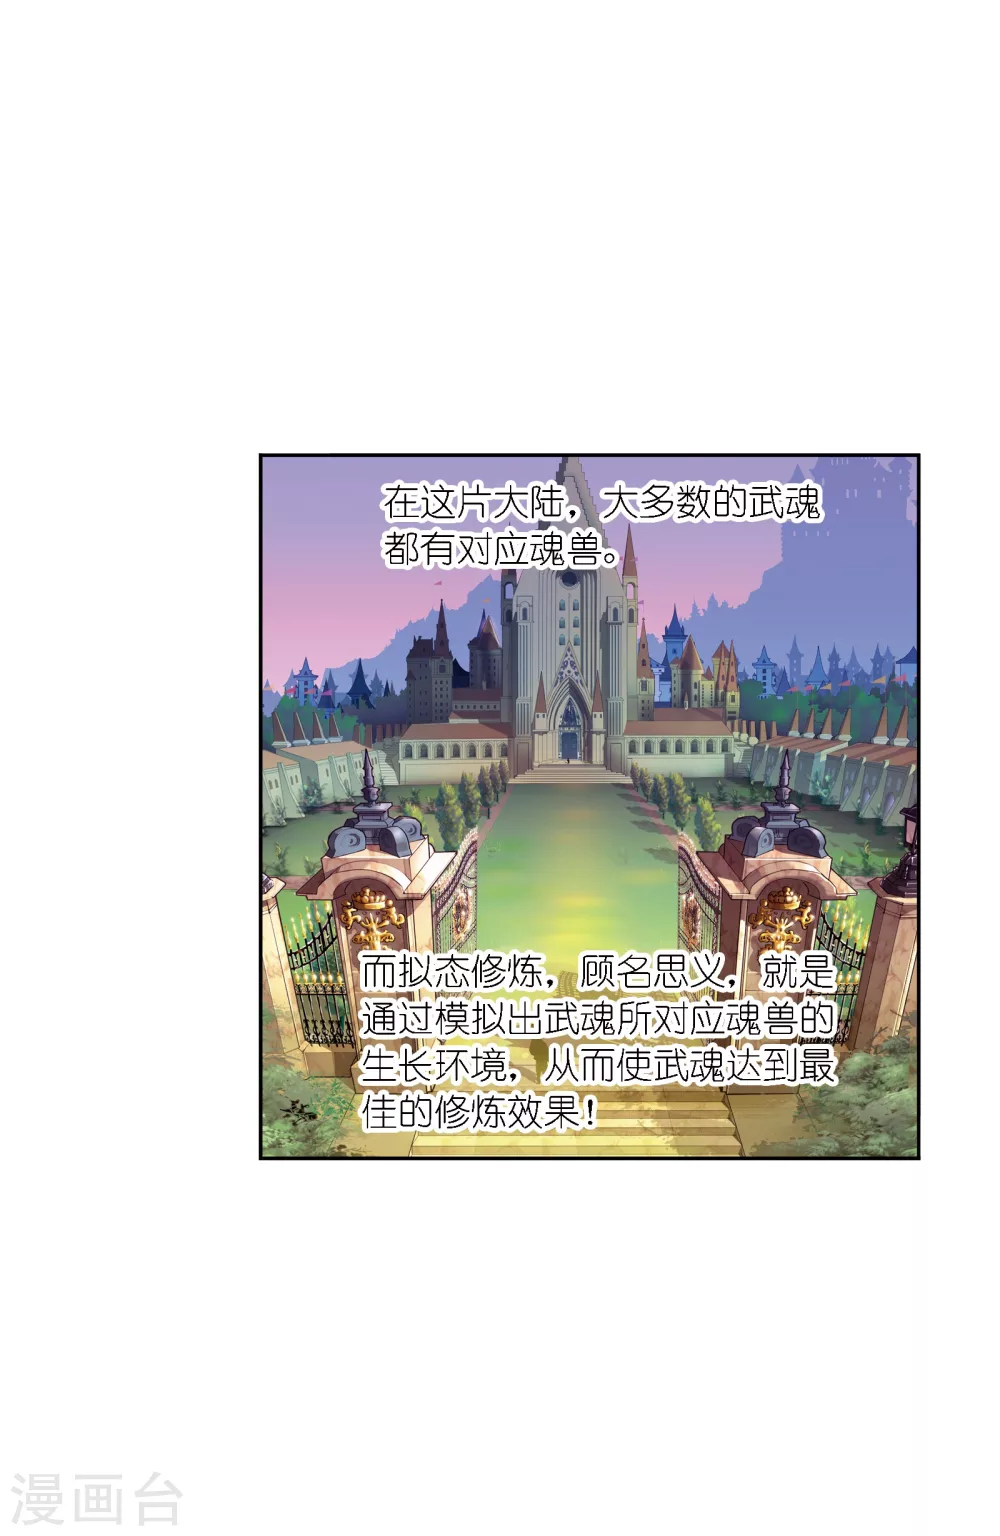 在这片大陆，大多数的武魂
都有对应魂兽。
而拟态修炼，顾名思义，就是
通过模拟出武魂所对应魂兽的
生长环境，从而使武魂达到最
佳的修炼效果！
漫画台